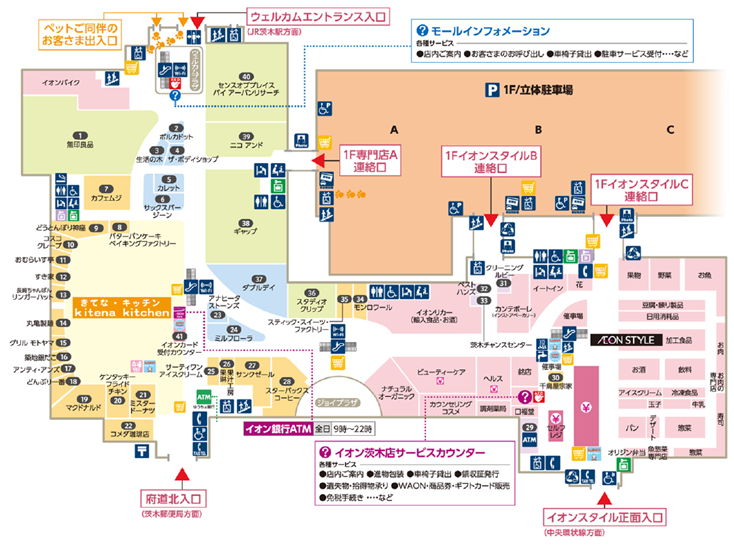 ペットご同伴の
お客さま出入口
ウェルカムエントランス入口
(JR茨木駅方面)
モールインフォメーション
各種サービス
●店内ご案内 ●お客さまのお呼び出し ●車椅子貸出 ●駐車サービス受付‥‥など
イオンバイク
Wi-Fi
AED
40
センスオブプレイス
バイ アーバンリサーチ
P 1F/立体駐車場
A
B
C
Photo
1
無印良品
2
ポルカドット
3
生活の木
4
ザ・ボディショップ
39
ニコ アンド
1F専門店A
連絡口
1FイオンスタイルB
連絡口
1FイオンスタイルC
連絡口
5
カレット
6
サックスバー
ジーン
7
カフェムジ
38
ギャップ
8
バターパンケーキ
ベイキングファクトリー
9
どうとんぼり神座
10
コスコ
クレープ
11
おむらいす亭
12
すき家
13
長崎ちゃんぽん
リンガーハット
14
丸亀製麺
15
グリル モトヤマ
16
築地銀だこ
17
アンティ・アンズ
18
どんぶり一番
きてな・キッチン
kitena kitchen
41
イオンカード
受付カウンター
37
ダブルデイ
23
アナヒータ
ストーンズ
24
ミルフローラ
36
スタディオ
クリップ
35
34
モンロワール
スティック・スイーツ・
ファクトリー
イオンリカー
(輸入食品・お酒)
33
32
ベスト
ハンズ
クリーニング
ルビー
31
カンテボーレ
茨木チャンスセンター
イートイン
花
果物
野菜
お魚
豆腐・練り製品
日用消耗品
催事場
ÆON STYLE
加工食品
お肉
お肉の
専門店
お酒
飲料
アイスクリーム
冷凍食品
玉子
牛乳
寿司
パン
デザート
惣菜
魚惣菜
専門店
オリジン弁当
惣菜
催事場
30
千鳥屋宗家
銘店
口福堂
29
ATM
セルフ
レジ
ビューティーケア
ヘルス
ナチュラル
オーガニック
カウンセリング
コスメ
調剤薬局
サーティワン
アイスクリーム
25
26
果汁工房
果琳
27
サンマゼール
28
スターバックス
コーヒー
ジョイプラザ
19
マクドナルド
20
ケンタッキー
フライド
チキン
21
ミスター
ドーナツ
22
コメダ珈琲店
ATM
ゆうちょ銀行
イオン銀行ATM 全日 9時～22時
イオン茨木店サービスカウンター
各種サービス
●店内ご案内 ●進物包装 ●車椅子貸出 ●領収証発行
●遺失物・拾得物承り ●WAON・商品券・ギフトカード販売
●免税手続き ‥‥など
府道北入口
(茨木郵便局方面)
イオンスタイル正面入口
(中央環状線方面)